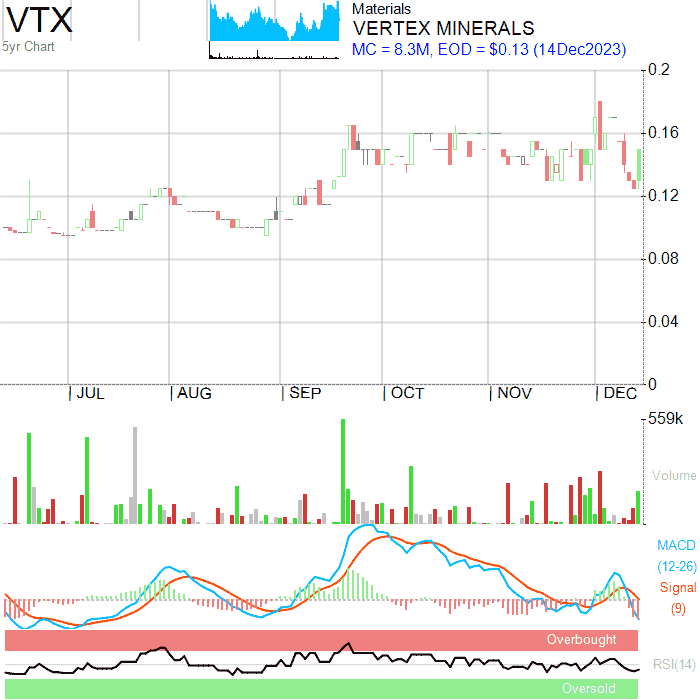 VTX
5yr Chart
Materials
VERTEX MINERALS
MC = 8.3M, EOD = $0.13 (14Dec2023)
0.2
0.16
0.12
0.08
0.04
0
JUL AUG SEP OCT NOV DEC
559k
Volume
MACD
(12-26)
Signal
(9)
Overbought
RSI(14)
Oversold